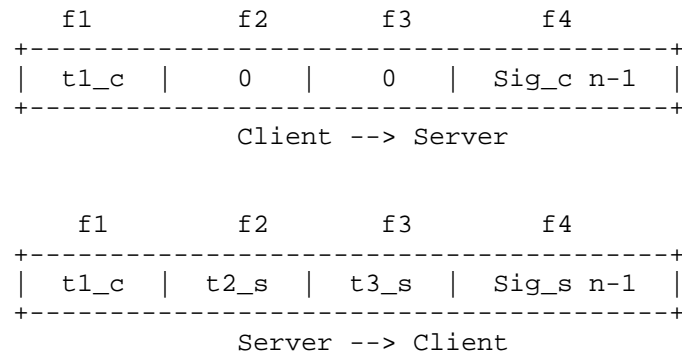 f1 f2 f3 f4
+-----------------------------------------+
| t1_c | 0 | 0 | Sig_c n-1 |
+-----------------------------------------+
Client --> Server
f1 f2 f3 f4
+-----------------------------------------+
| t1_c | t2_s | t3_s | Sig_s n-1 |
+-----------------------------------------+
Server --> Client